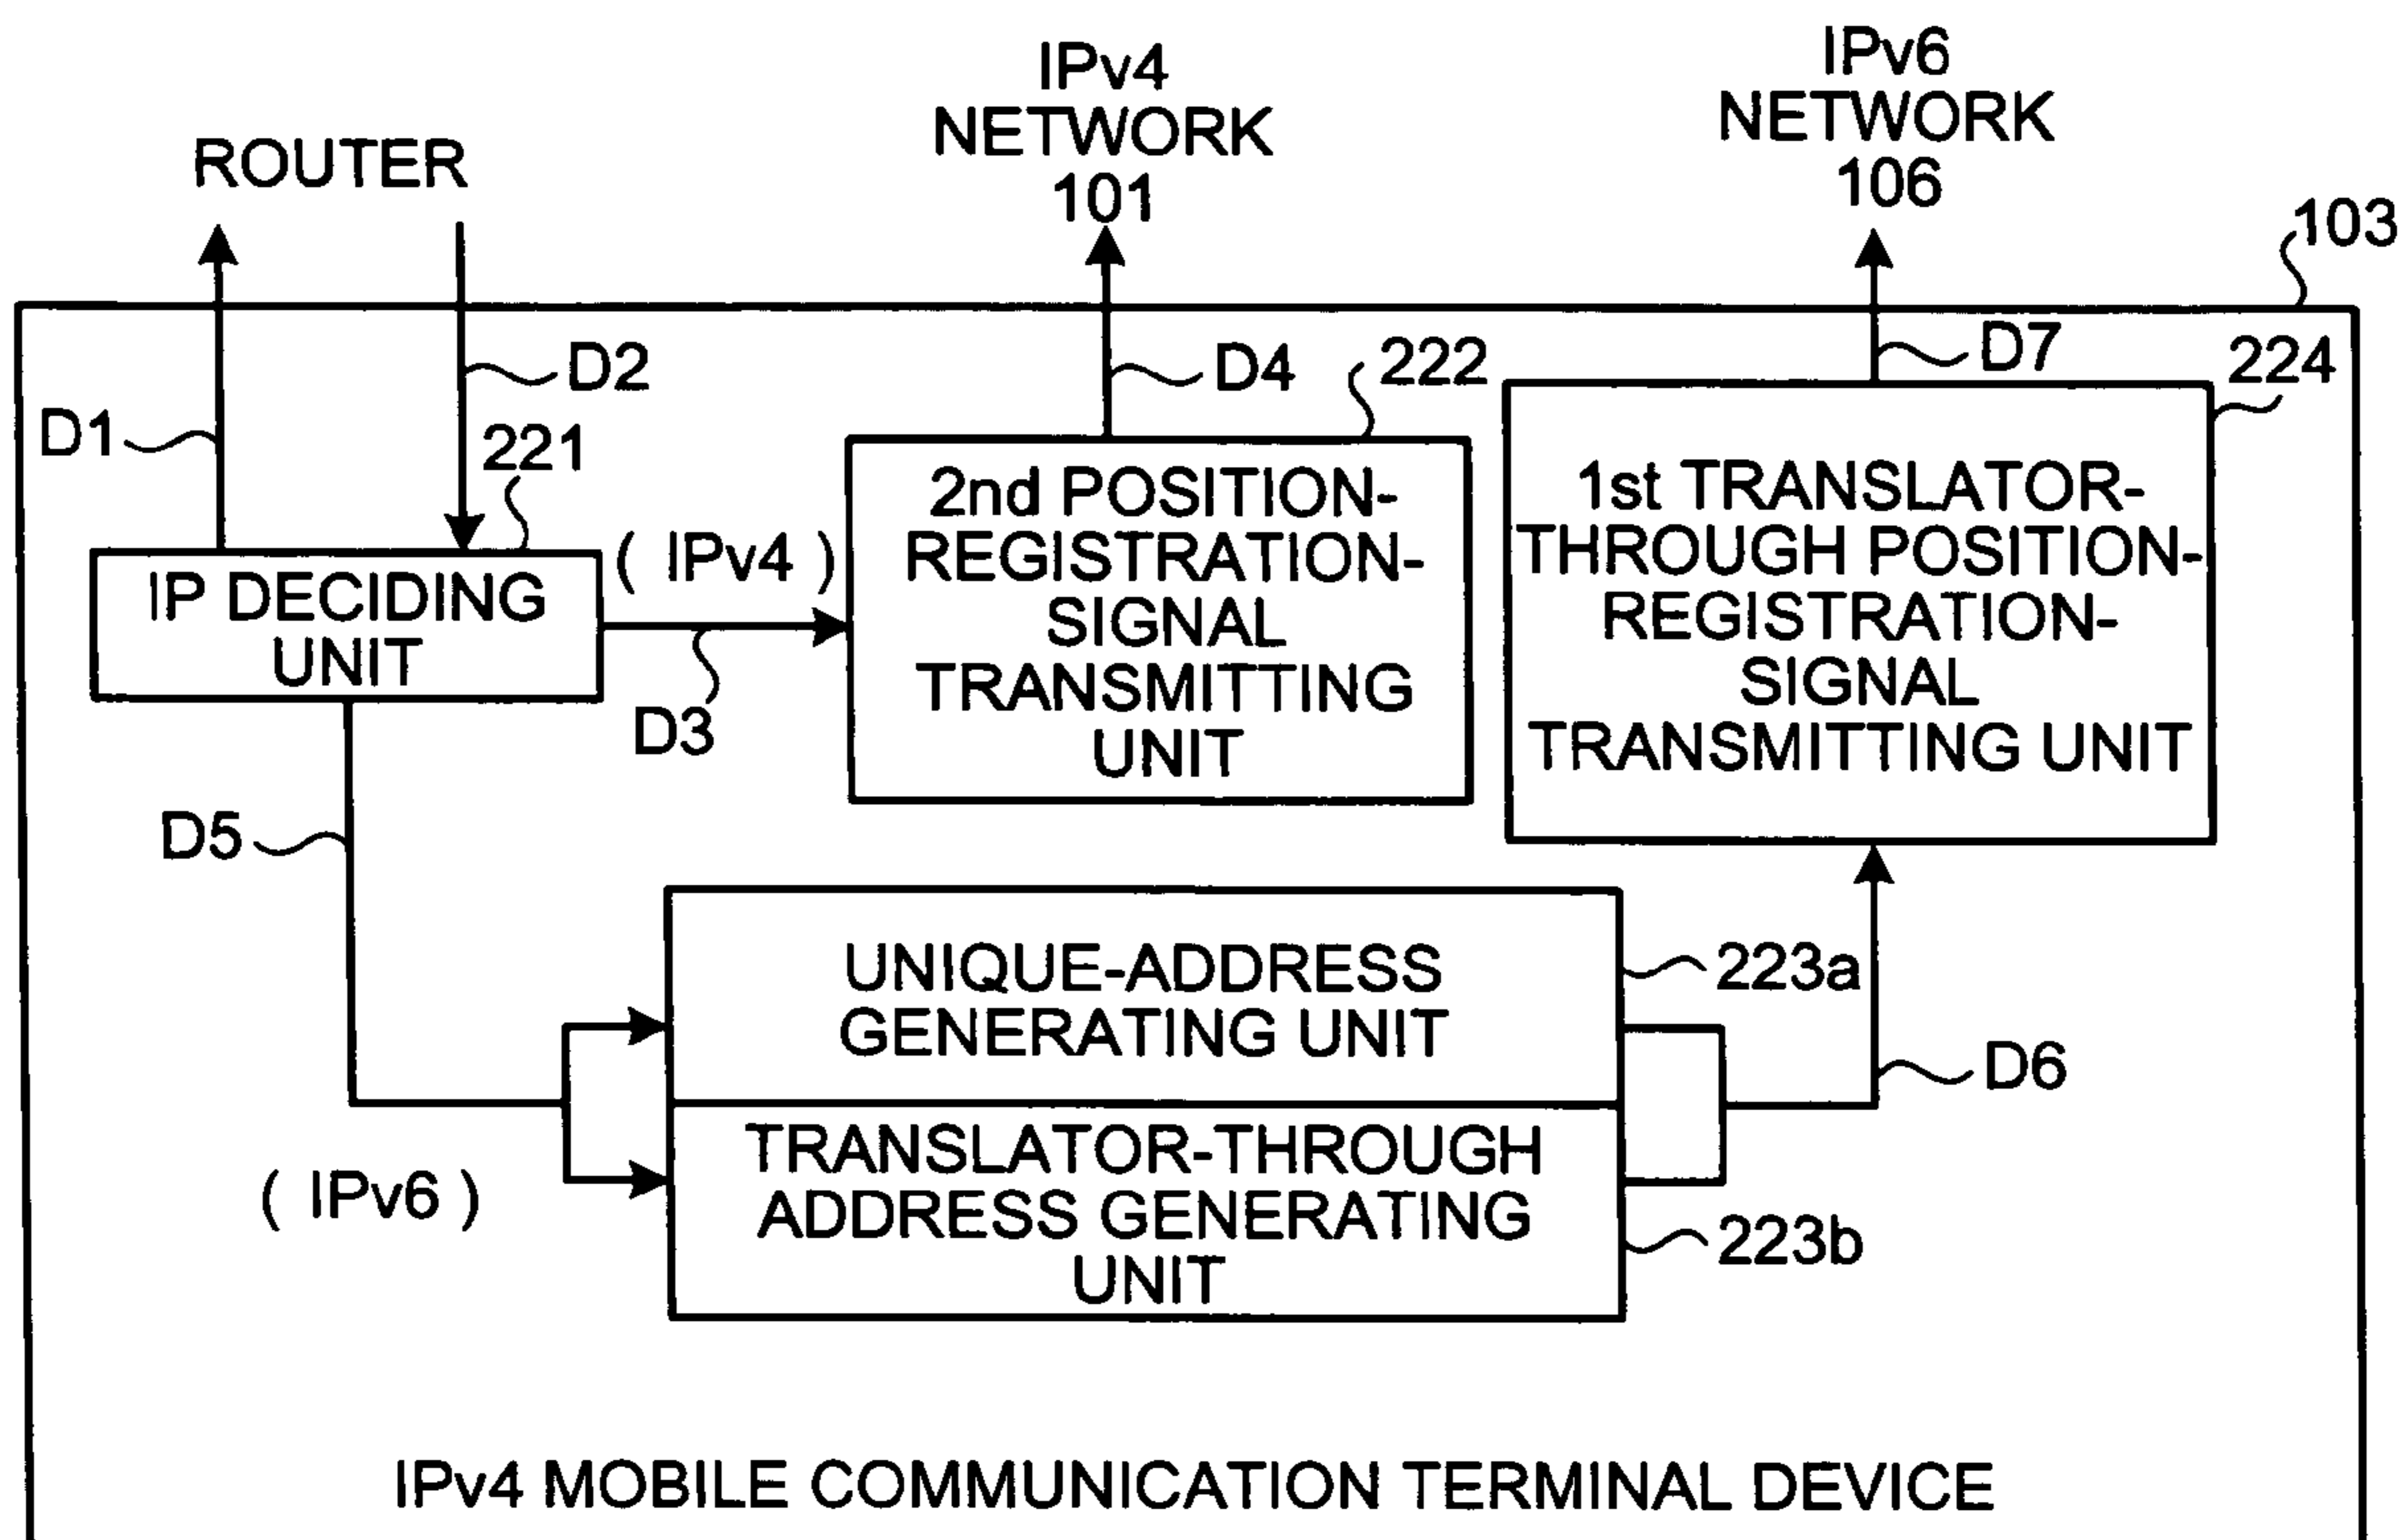 ROUTER
IPv4
NETWORK
101
IPv6
NETWORK
106
103
D1
D2
221
D4
222
D7
224
IP DECIDING
UNIT
( IPv4 )
D3
2nd POSITION-
REGISTRATION-
SIGNAL
TRANSMITTING
UNIT
1st TRANSLATOR-
THROUGH POSITION-
REGISTRATION-
SIGNAL
TRANSMITTING UNIT
D5
( IPv6 )
UNIQUE-ADDRESS
GENERATING UNIT
223a
TRANSLATOR-THROUGH
ADDRESS GENERATING
UNIT
223b
D6
IPv4 MOBILE COMMUNICATION TERMINAL DEVICE